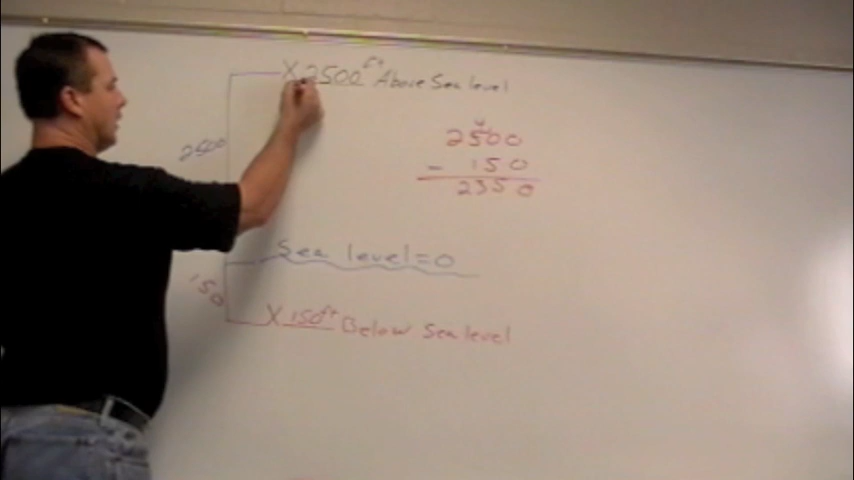 X 2500 ft Above Sea level
2500
2500
- 150
2350
Sea level=0
150
X 150 ft Below Sea level